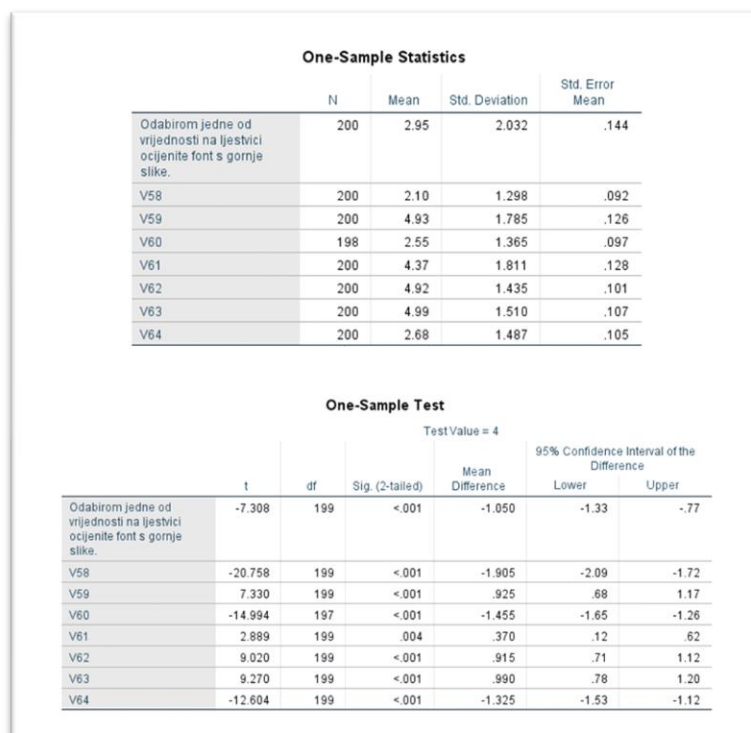 One-Sample Statistics
N Mean Std. Deviation Std. Error Mean
Odabirom jedne od vrijednosti na ljestvici ocijenite font s gornje slike. 200 2.95 2.032 .144
V58 200 2.10 1.298 .092
V59 200 4.93 1.785 .126
V60 198 2.55 1.365 .097
V61 200 4.37 1.811 .128
V62 200 4.92 1.435 .101
V63 200 4.99 1.510 .107
V64 200 2.68 1.487 .105
One-Sample Test
Test Value = 4
95% Confidence Interval of the Difference
t df Sig. (2-tailed) Mean Difference Lower Upper
Odabirom jedne od vrijednosti na ljestvici ocijenite font s gornje slike. -7.308 199 <.001 -1.050 -1.33 -.77
V58 -20.758 199 <.001 -1.905 -2.09 -1.72
V59 7.330 199 <.001 .925 .68 1.17
V60 -14.994 197 <.001 -1.455 -1.65 -1.26
V61 2.889 199 .004 .370 .12 .62
V62 9.020 199 <.001 .915 .71 1.12
V63 9.270 199 <.001 .990 .78 1.20
V64 -12.604 199 <.001 -1.325 -1.53 -1.12